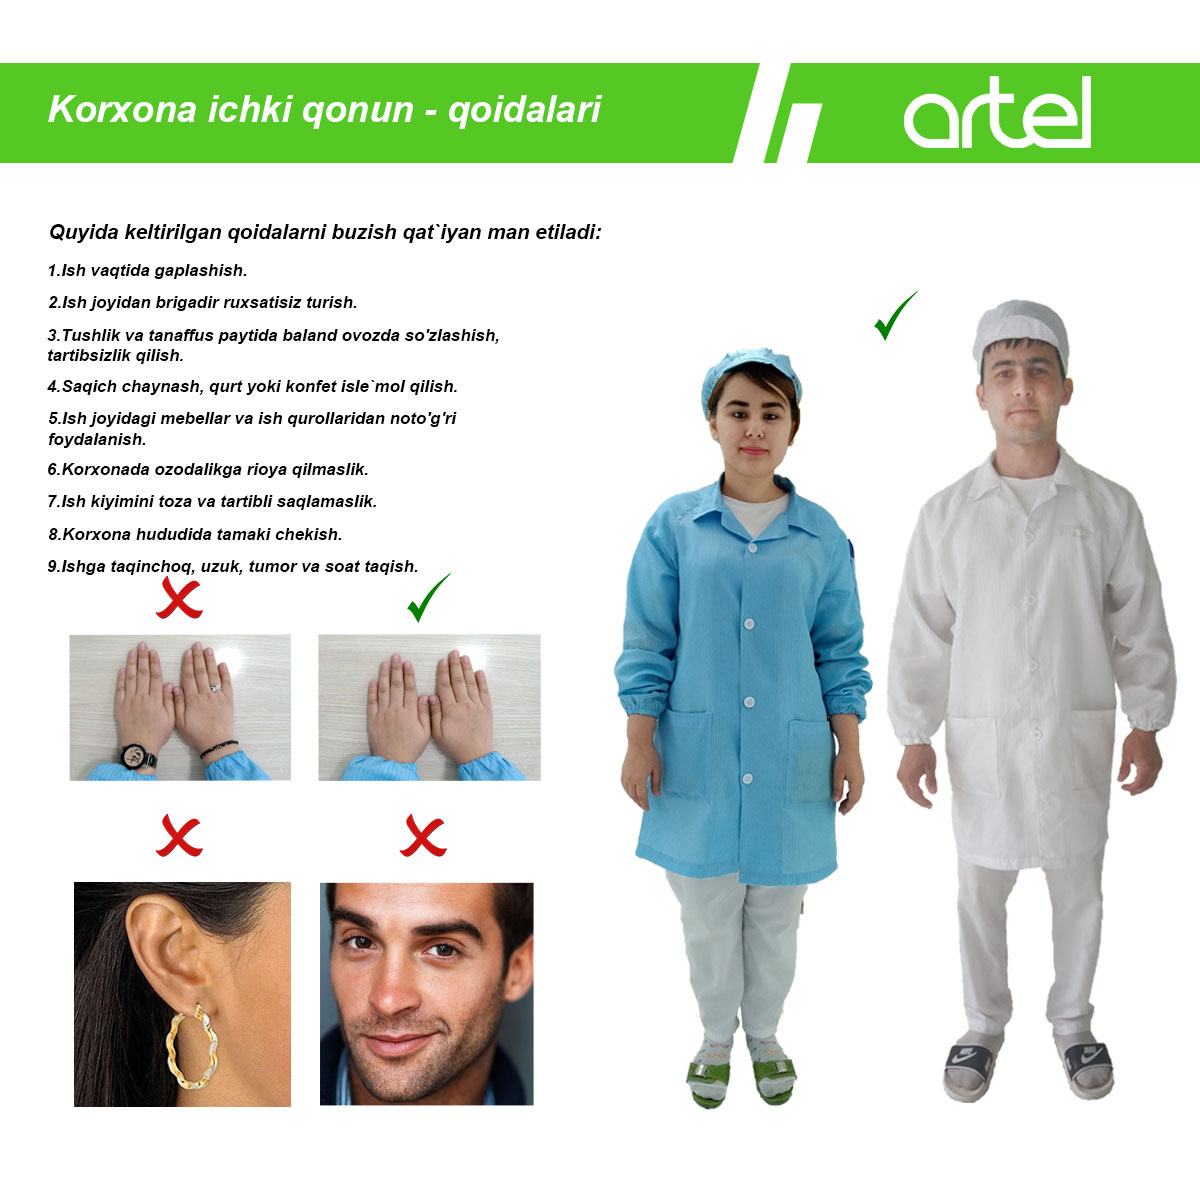 Korxona ichki qonun - qoidalari
artel
Quyida keltirilgan qoidalarni buzish qat`iyan man etiladi:
1.Ish vaqtida gaplashish.
2.Ish joyidan brigadir ruxsatisiz turish.
3.Tushlik va tanaffus paytida baland ovozda so'zlashish,
tartibsizlik qilish.
4.Saqich chaynash, qurt yoki konfet isle`mol qilish.
5.Ish joyidagi mebellar va ish qurollaridan noto'g'ri
foydalanish.
6.Korxonada ozodalikga rioya qilmaslik.
7.Ish kiyimini toza va tartibli saqlamaslik.
8.Korxona hududida tamaki chekish.
9.Ishga taqinchoq, uzuk, tumor va soat taqish.
NIKE
NIKE